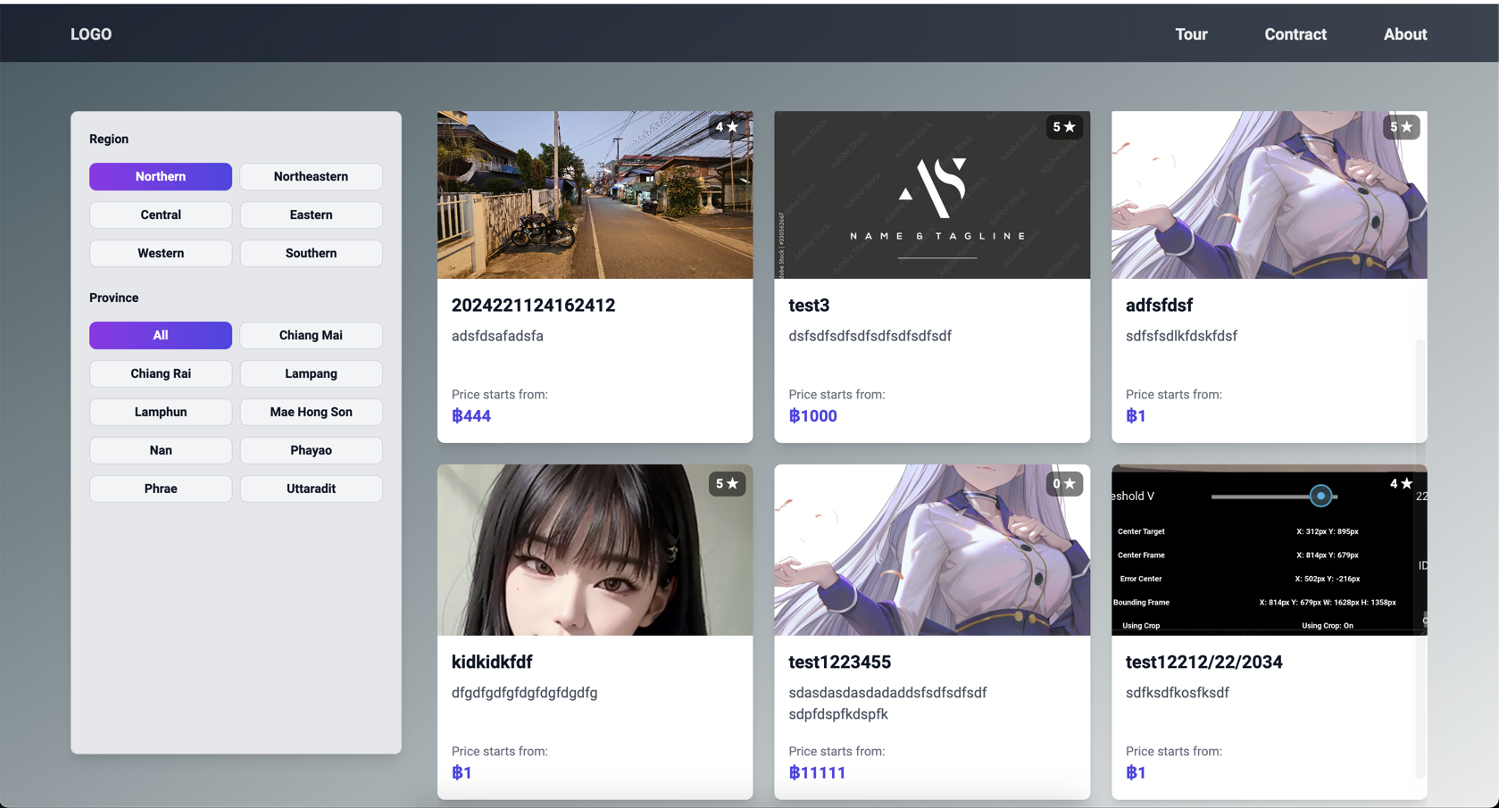 LOGO
Tour
Contract
About
Region
Northern
Northeastern
Central
Eastern
Western
Southern
Province
All
Chiang Mai
Chiang Rai
Lampang
Lamphun
Mae Hong Son
Nan
Phayao
Phrae
Uttaradit
4 ★
2024221124162412
adsfdsafadsfa
Price starts from:
฿444
5 ★
Adobe Stock
NAME & TAGLINE
test3
dsfsdfsdfsdfsdfsdfsdfsdf
Price starts from:
฿1000
5 ★
adfsfdsf
sdfsfsdlkfdskfdsf
Price starts from:
฿1
5 ★
kidkidkfdf
dfgdfgdfgfdgfdgfdgdfg
Price starts from:
฿1
0 ★
test1223455
sdasdasdasdadaddsfsdfsdfsdf
sdpfdspfkdspfk
Price starts from:
฿11111
eshold V
22
4 ★
Center Target X: 312px Y: 895px
Center Frame X: 814px Y: 679px
ID
Error Center X: 502px Y: -216px
Bounding Frame X: 814px Y: 679px W: 1628px H: 1358px
Using Crop Using Crop: On
test12212/22/2034
sdfksdfkosfksdf
Price starts from:
฿1